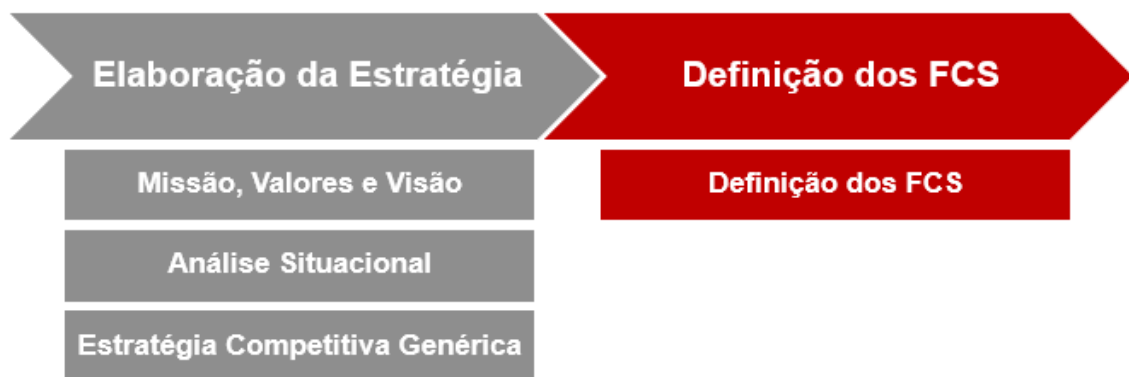 Elaboração da Estratégia
Definição dos FCS
Missão, Valores e Visão
Definição dos FCS
Análise Situacional
Estratégia Competitiva Genérica